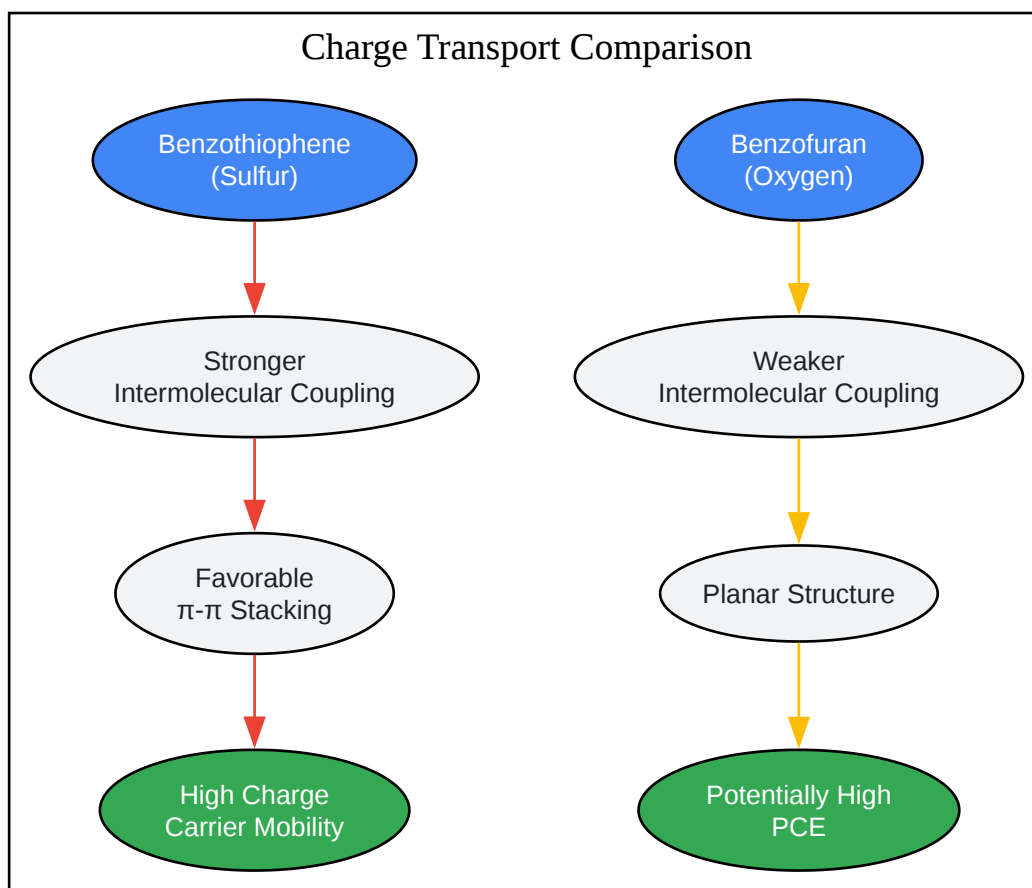 Charge Transport Comparison
Benzothiophene
(Sulfur)
Stronger
Intermolecular Coupling
Favorable
π-π Stacking
High Charge
Carrier Mobility
Benzofuran
(Oxygen)
Weaker
Intermolecular Coupling
Planar Structure
Potentially High
PCE